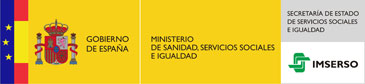 GOBIERNO
DE ESPAÑA
MINISTERIO
DE SANIDAD, SERVICIOS SOCIALES
E IGUALDAD
SECRETARÍA DE ESTADO
DE SERVICIOS SOCIALES
E IGUALDAD
IMSERSO